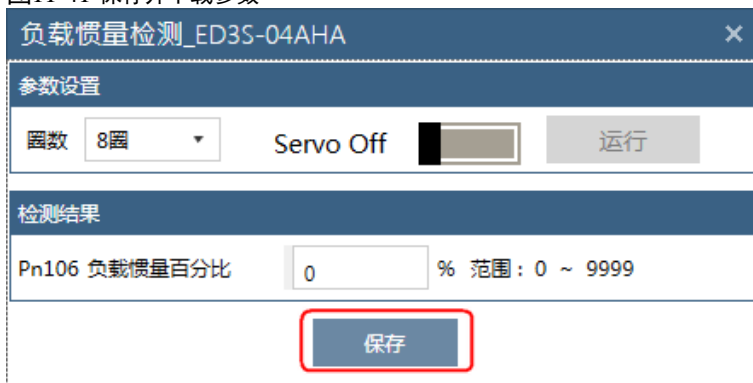 负载惯量检测_ED3S-04AHA ×
参数设置
圈数 8圈 Servo Off 运行
检测结果
Pn106 负载惯量百分比 0 % 范围：0 ~ 9999
保存